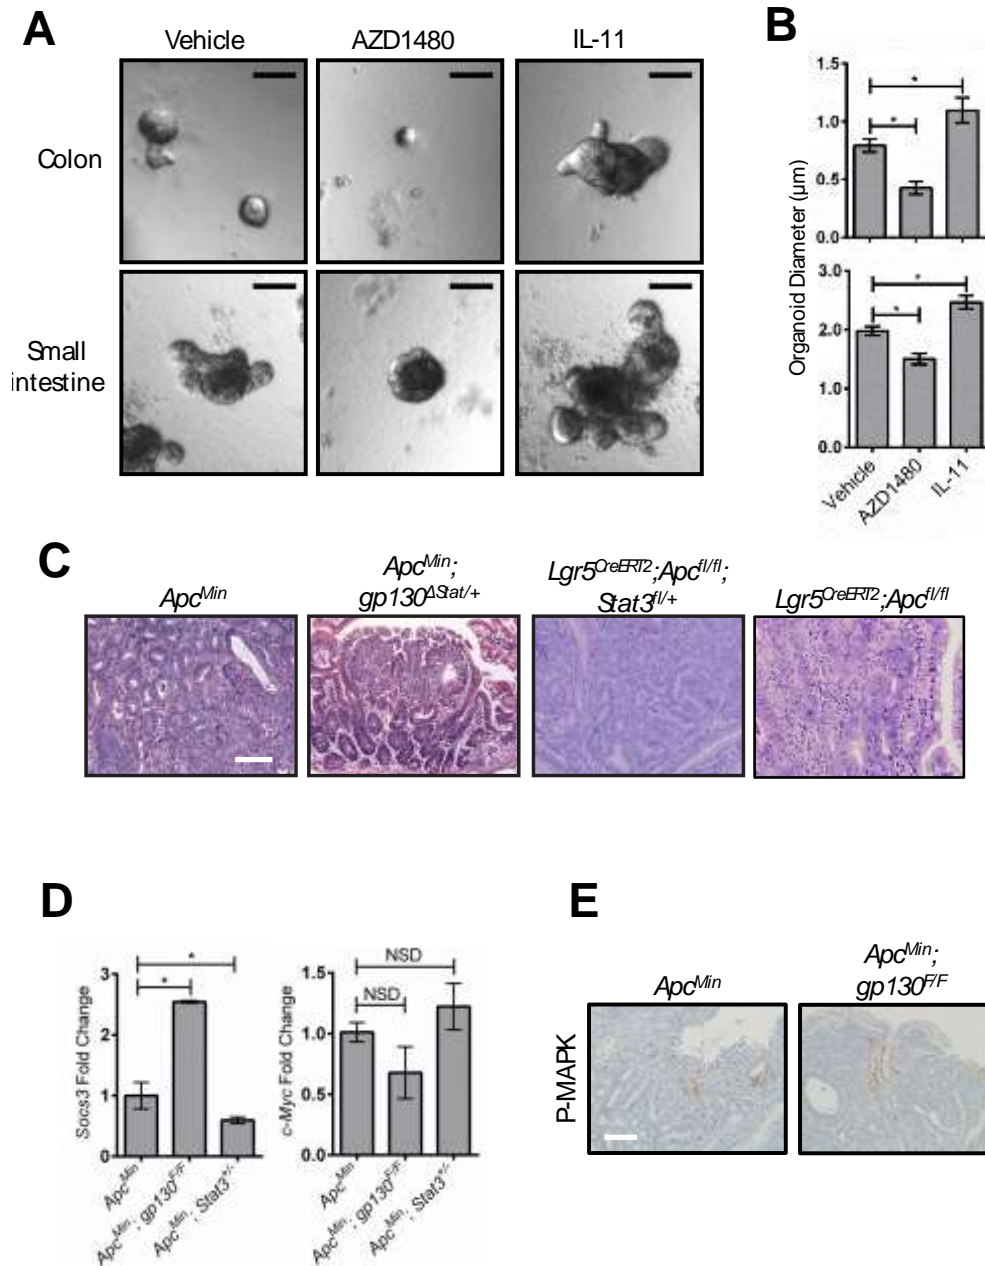 A
Vehicle AZD1480 IL-11
Colon
Small
intestine
B
Organoid Diameter (µm)
1.5
1.0
0.5
0.0
*
*
3.0
2.0
1.0
0.0
*
*
Vehicle
AZD1480
IL-11
C
ApcMin
ApcMin;
gp130ΔStat/+
Lgr5CreERT2;Apcfl/fl;
Stat3fl/+
Lgr5CreERT2;Apcfl/fl
D
Socs3 Fold Change
3
2
1
0
*
*
ApcMin
ApcMin; gp130F/F
ApcMin; Stat3+/-
c-Myc Fold Change
1.5
1.0
0.5
0.0
NSD
NSD
ApcMin
ApcMin; gp130F/F
ApcMin; Stat3+/-
E
ApcMin
ApcMin;
gp130F/F
P-MAPK